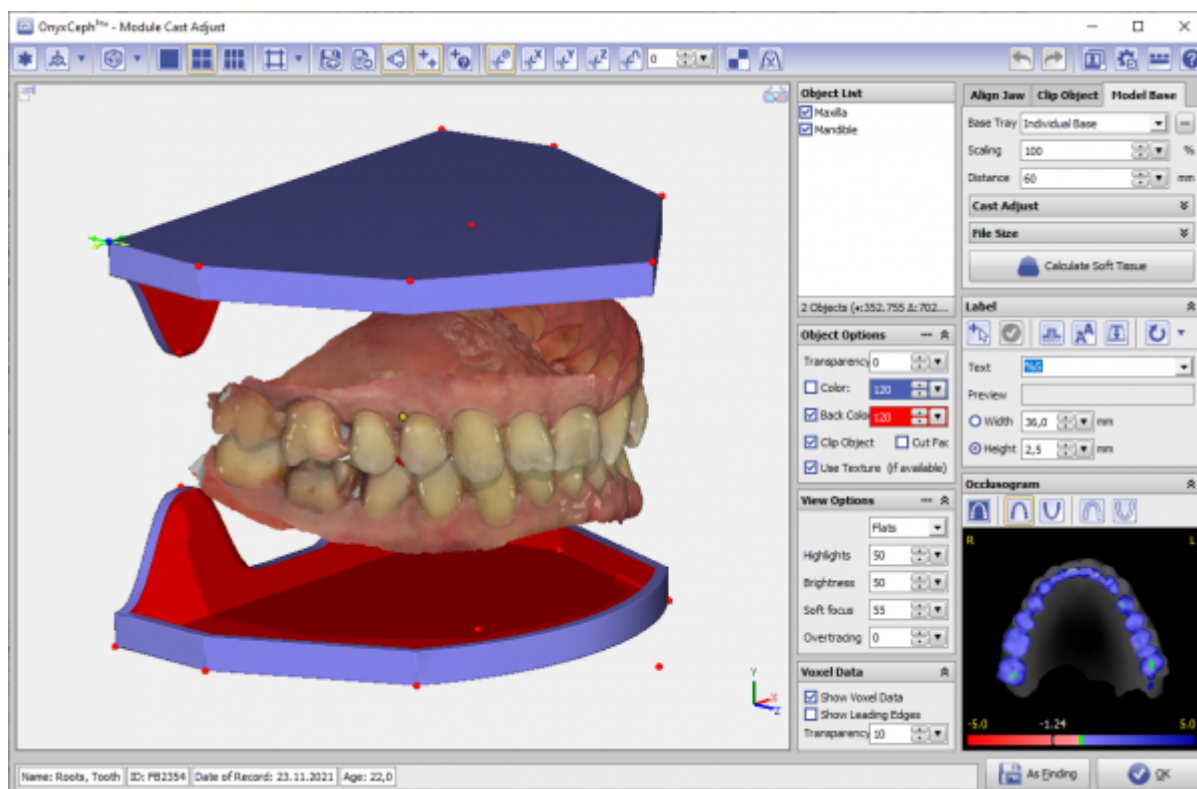 OnyxCeph³™ - Module Cast Adjust
0
Object List
Maxilla
Mandible
2 Objects (•:352.755 Δ:702....
Object Options
Transparency 0
Color: 120
Back Colo 120
Clip Object Cut Fac
Use Texture (if available)
View Options
Flats
Highlights 50
Brightness 50
Soft focus 55
Overtracing 0
Voxel Data
Show Voxel Data
Show Leading Edges
Transparency 10
Align Jaw Clip Object Model Base
Base Tray Individual Base
Scaling 100 %
Distance 60 mm
Cast Adjust
File Size
Calculate Soft Tissue
Label
Text
Preview
Width 36,0 mm
Height 2,5 mm
Occlusogram
R L
-5.0 -1.24 5.0
Y
X
Z
Name: Roots, Tooth ID: FB2354 Date of Record: 23.11.2021 Age: 22,0
As Finding OK